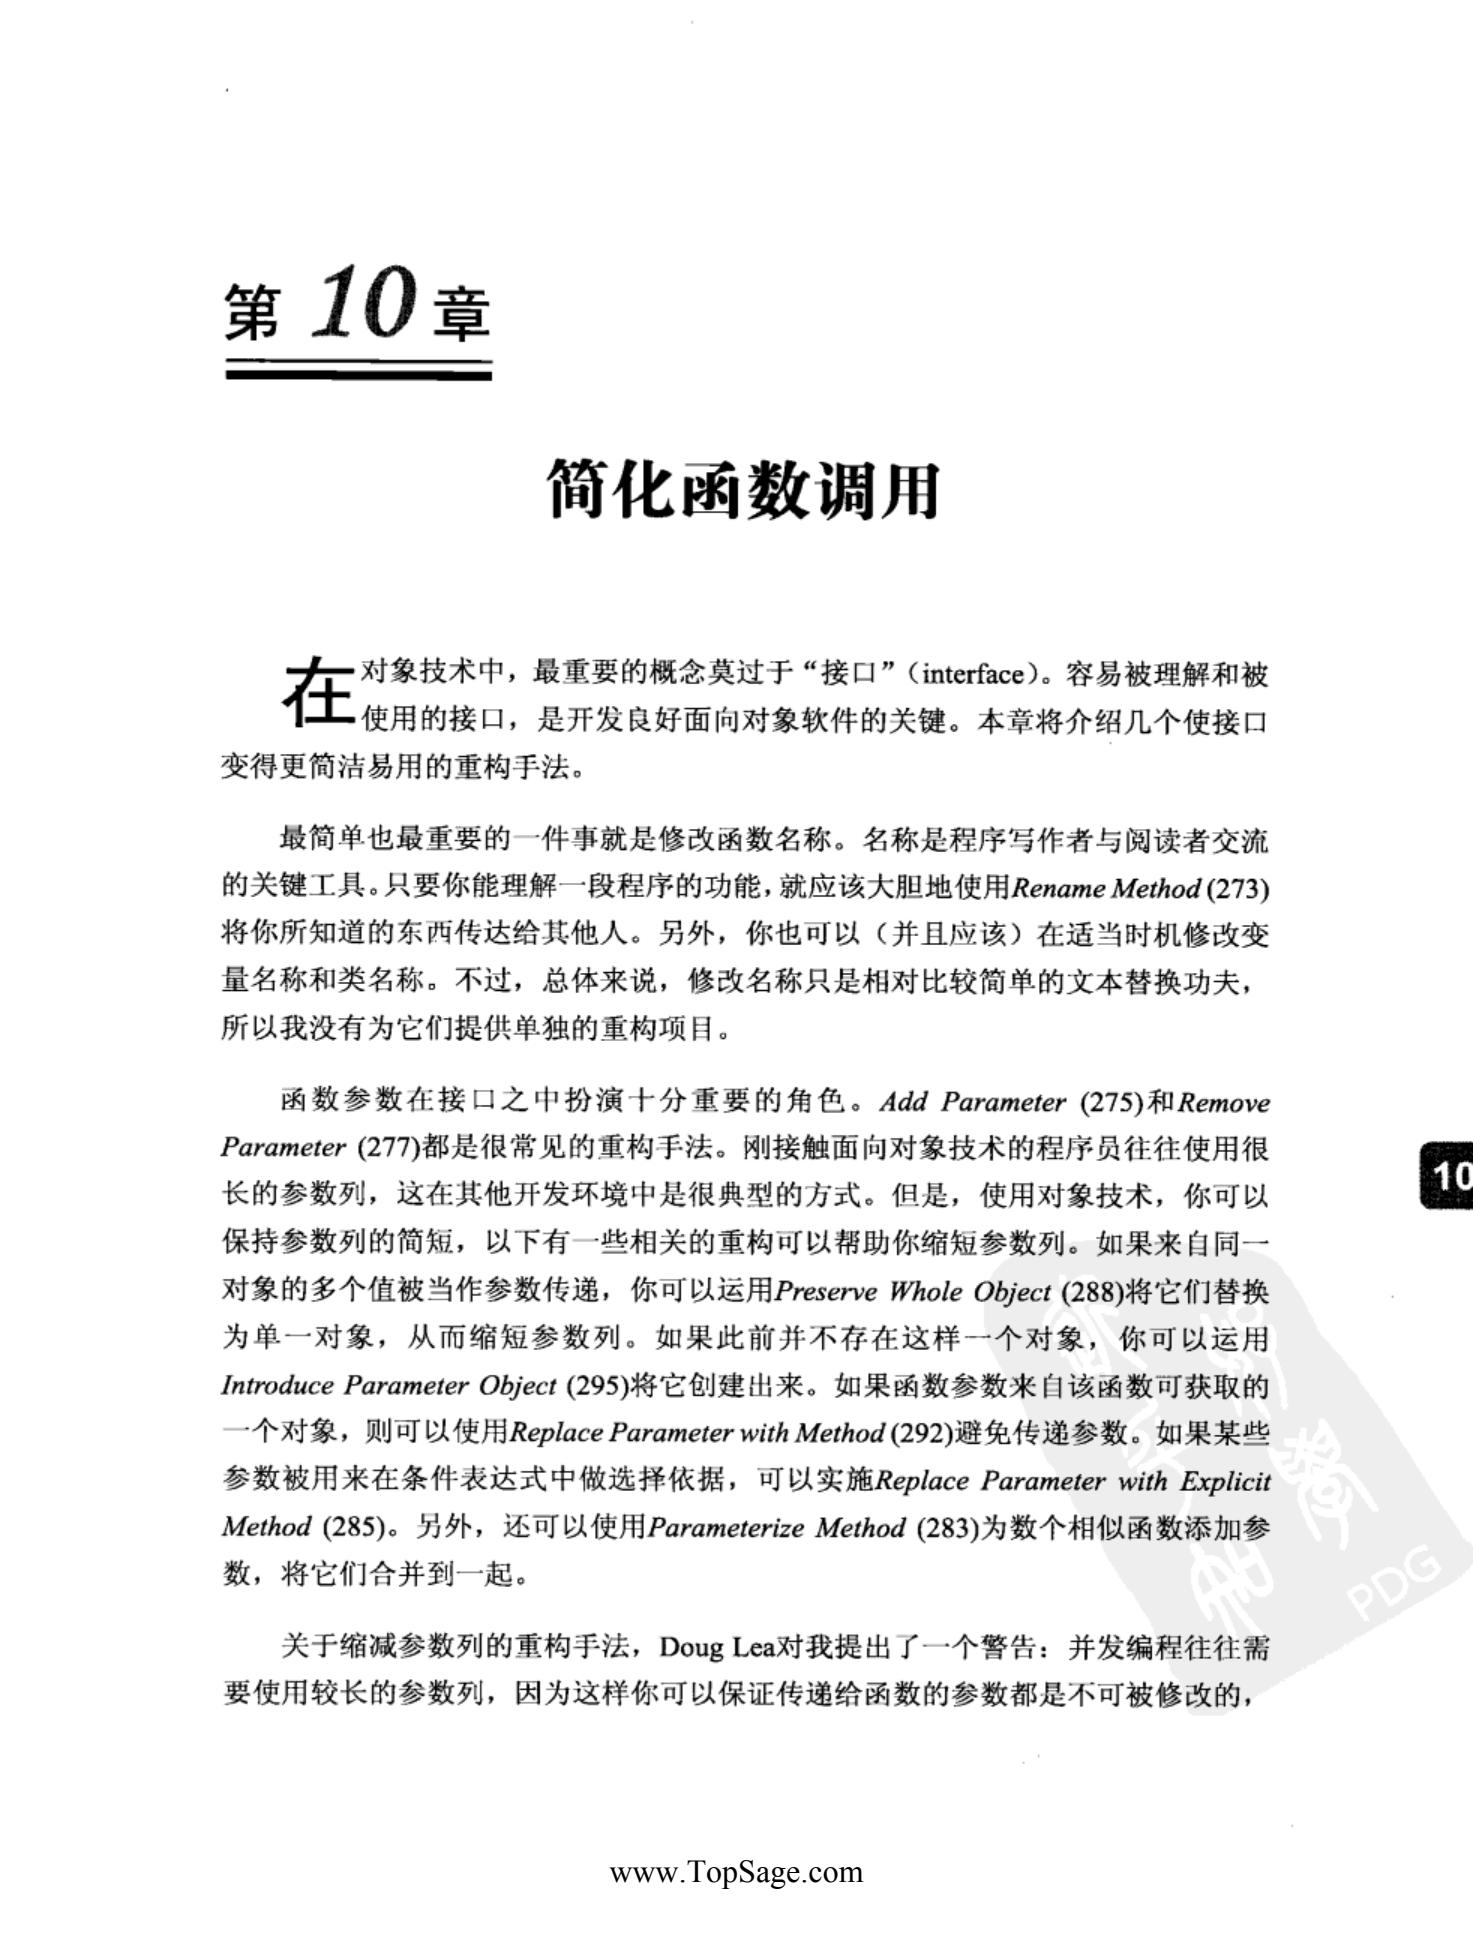 第 10 章
简化函数调用
在对象技术中，最重要的概念莫过于“接口”（interface）。容易被理解和被
使用的接口，是开发良好面向对象软件的关键。本章将介绍几个使接口
变得更简洁易用的重构手法。
最简单也最重要的一件事就是修改函数名称。名称是程序写作者与阅读者交流
的关键工具。只要你能理解一段程序的功能，就应该大胆地使用Rename Method (273)
将你所知道的东西传达给其他人。另外，你也可以（并且应该）在适当时机修改变
量名称和类名称。不过，总体来说，修改名称只是相对比较简单的文本替换功夫，
所以我没有为它们提供单独的重构项目。
函数参数在接口之中扮演十分重要的角色。Add Parameter (275)和Remove
Parameter (277)都是很常见的重构手法。刚接触面向对象技术的程序员往往使用很
长的参数列，这在其他开发环境中是很典型的方式。但是，使用对象技术，你可以
保持参数列的简短，以下有一些相关的重构可以帮助你缩短参数列。如果来自同一
对象的多个值被当作参数传递，你可以运用Preserve Whole Object (288)将它们替换
为单一对象，从而缩短参数列。如果此前并不存在这样一个对象，你可以运用
Introduce Parameter Object (295)将它创建出来。如果函数参数来自该函数可获取的
一个对象，则可以使用Replace Parameter with Method (292)避免传递参数。如果某些
参数被用来在条件表达式中做选择依据，可以实施Replace Parameter with Explicit
Method (285)。另外，还可以使用Parameterize Method (283)为数个相似函数添加参
数，将它们合并到一起。
关于缩减参数列的重构手法，Doug Lea对我提出了一个警告：并发编程往往需
要使用较长的参数列，因为这样你可以保证传递给函数的参数都是不可被修改的，
10
PDG
www.TopSage.com